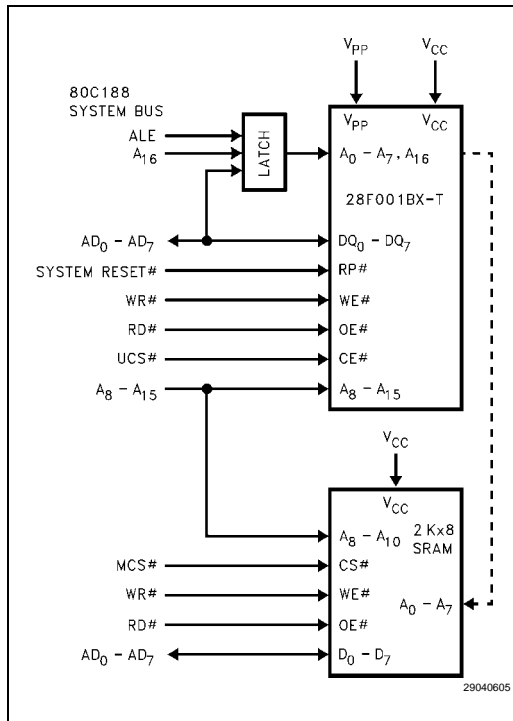 V_PP V_CC
80C188
SYSTEM BUS
ALE
A_16
LATCH
V_PP V_CC
A_0 – A_7, A_16
28F001BX-T
AD_0 – AD_7 DQ_0 – DQ_7
SYSTEM RESET# RP#
WR# WE#
RD# OE#
UCS# CE#
A_8 – A_15 A_8 – A_15
V_CC
V_CC
A_8 – A_10 2 Kx8
SRAM
MCS# CS#
WR# WE#
A_0 – A_7
RD# OE#
AD_0 – AD_7 D_0 – D_7
29040605